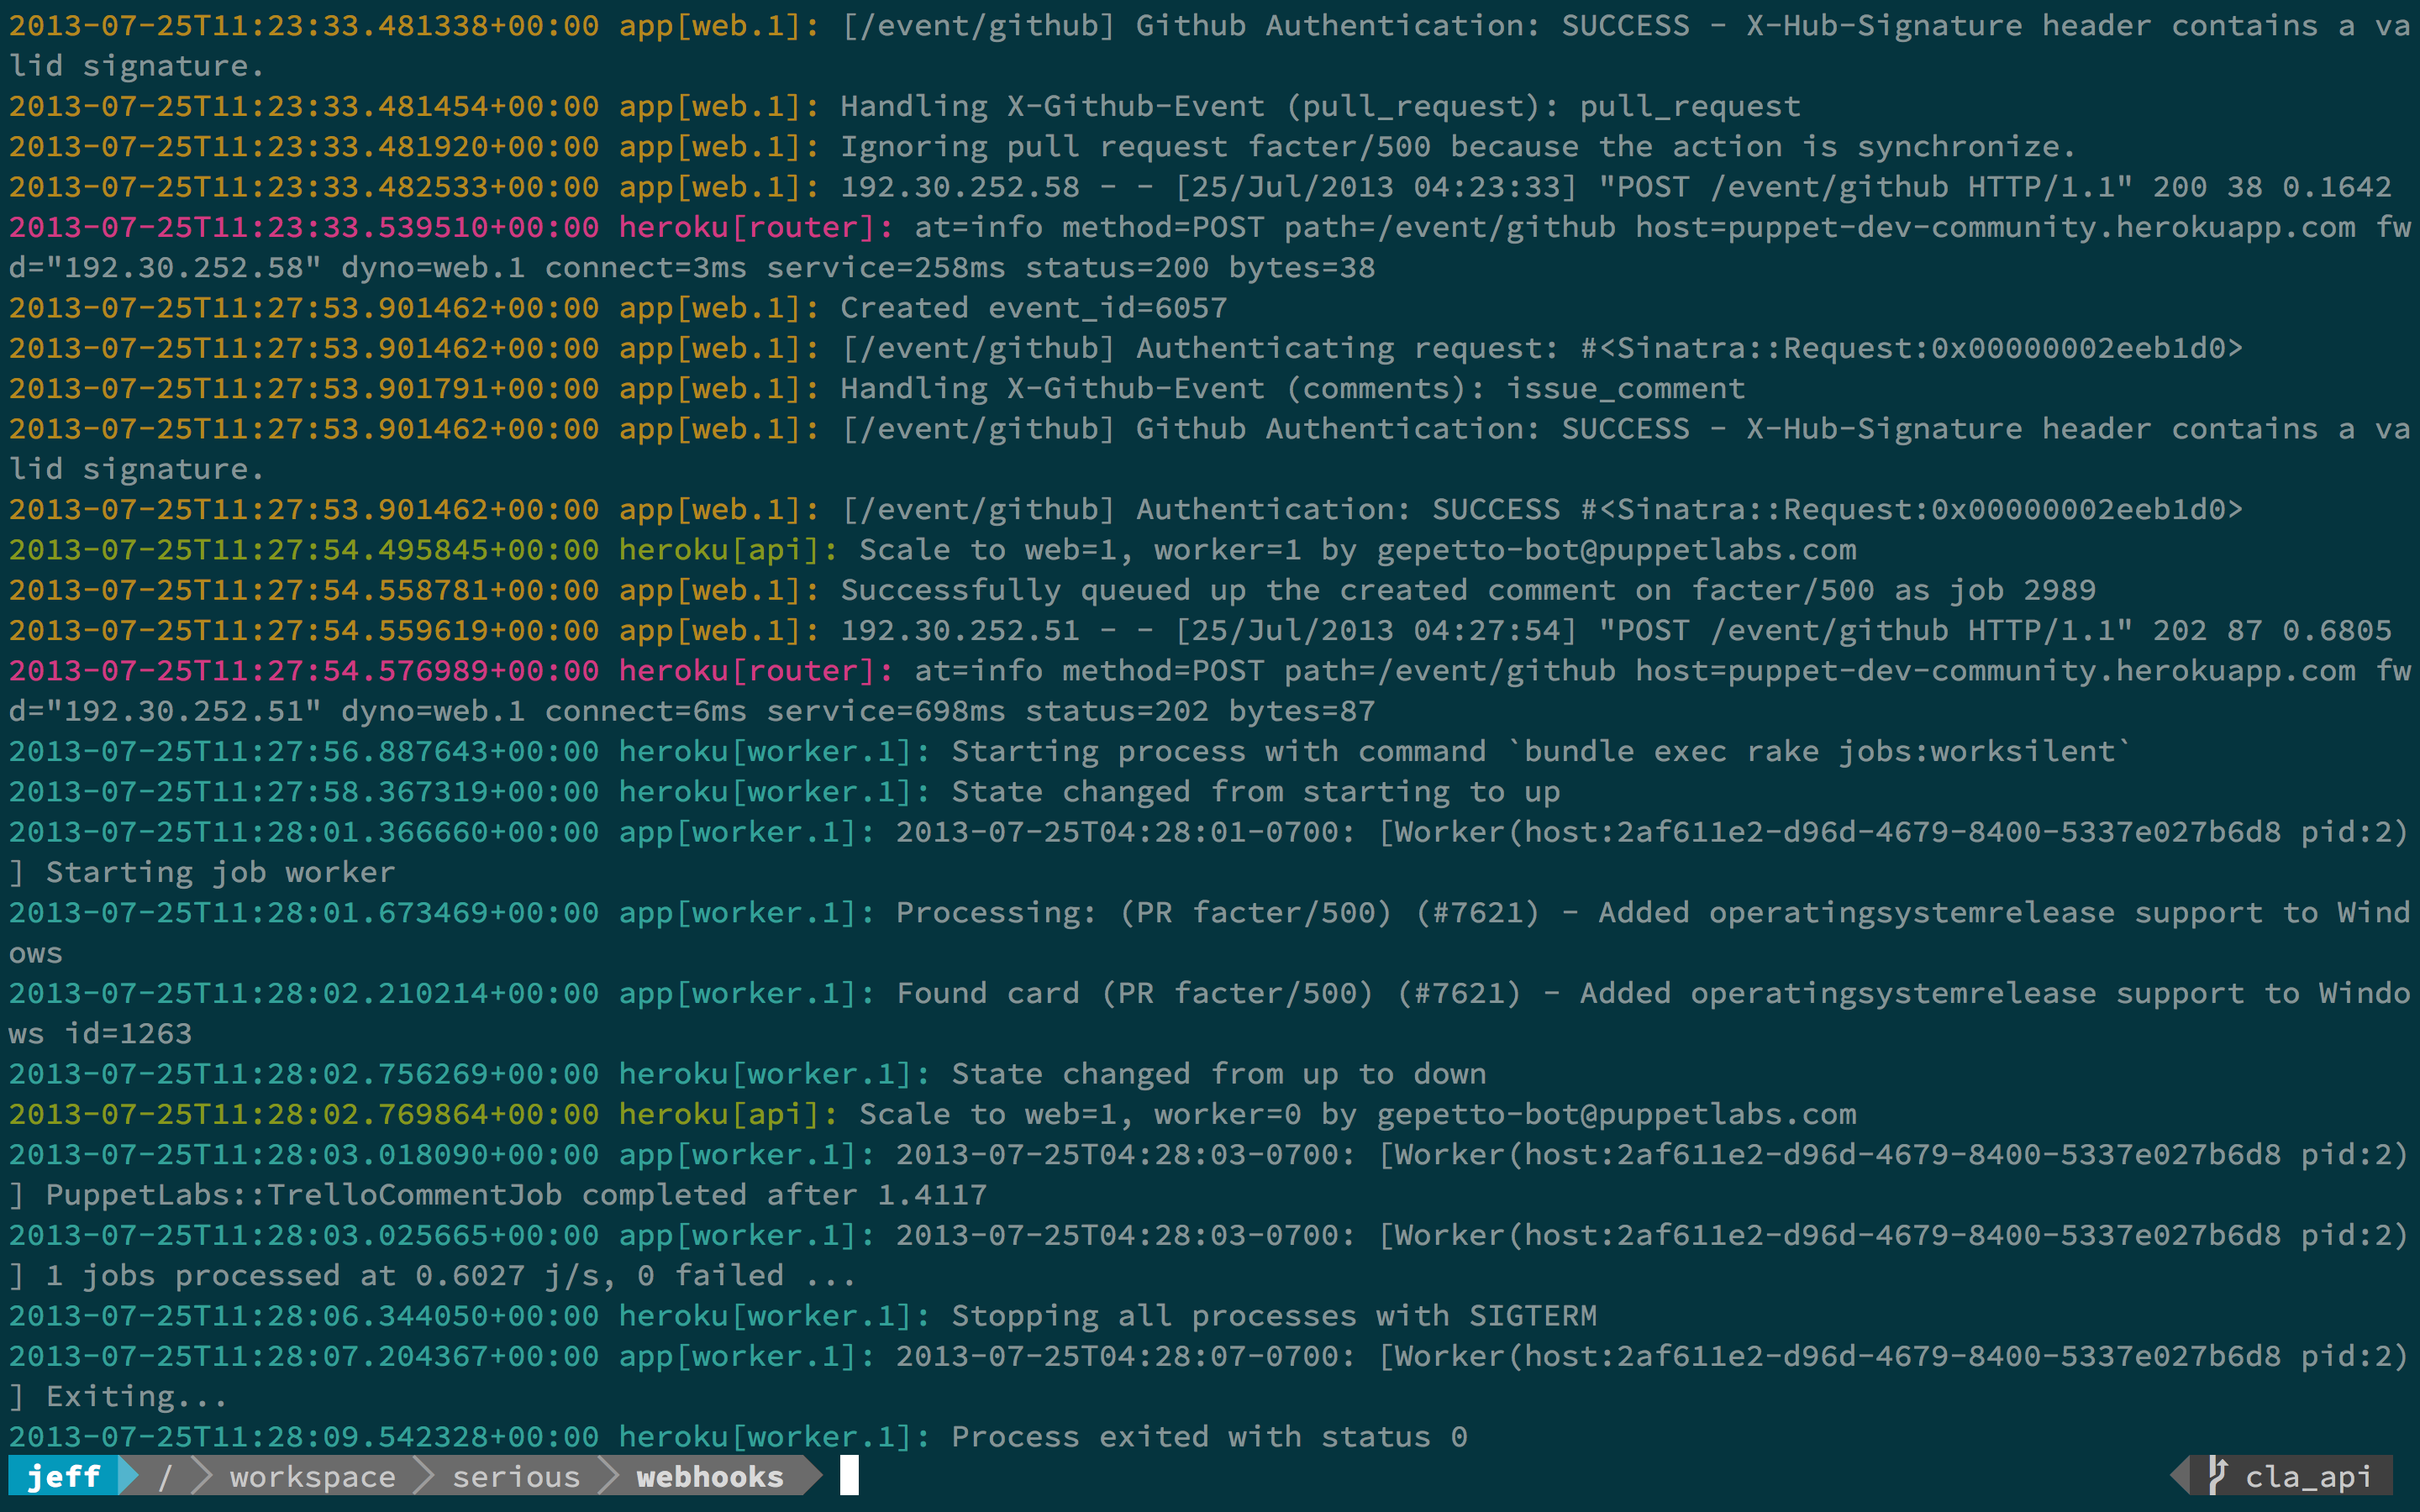 2013-07-25T11:23:33.481338+00:00 app[web.1]: [/event/github] Github Authentication: SUCCESS - X-Hub-Signature header contains a va
lid signature.
2013-07-25T11:23:33.481454+00:00 app[web.1]: Handling X-Github-Event (pull_request): pull_request
2013-07-25T11:23:33.481920+00:00 app[web.1]: Ignoring pull request facter/500 because the action is synchronize.
2013-07-25T11:23:33.482533+00:00 app[web.1]: 192.30.252.58 - - [25/Jul/2013 04:23:33] "POST /event/github HTTP/1.1" 200 38 0.1642
2013-07-25T11:23:33.539510+00:00 heroku[router]: at=info method=POST path=/event/github host=puppet-dev-community.herokuapp.com fw
d="192.30.252.58" dyno=web.1 connect=3ms service=258ms status=200 bytes=38
2013-07-25T11:27:53.901462+00:00 app[web.1]: Created event_id=6057
2013-07-25T11:27:53.901462+00:00 app[web.1]: [/event/github] Authenticating request: #<Sinatra::Request:0x00000002eeb1d0>
2013-07-25T11:27:53.901791+00:00 app[web.1]: Handling X-Github-Event (comments): issue_comment
2013-07-25T11:27:53.901462+00:00 app[web.1]: [/event/github] Github Authentication: SUCCESS - X-Hub-Signature header contains a va
lid signature.
2013-07-25T11:27:53.901462+00:00 app[web.1]: [/event/github] Authentication: SUCCESS #<Sinatra::Request:0x00000002eeb1d0>
2013-07-25T11:27:54.495845+00:00 heroku[api]: Scale to web=1, worker=1 by gepetto-bot@puppetlabs.com
2013-07-25T11:27:54.558781+00:00 app[web.1]: Successfully queued up the created comment on facter/500 as job 2989
2013-07-25T11:27:54.559619+00:00 app[web.1]: 192.30.252.51 - - [25/Jul/2013 04:27:54] "POST /event/github HTTP/1.1" 202 87 0.6805
2013-07-25T11:27:54.576989+00:00 heroku[router]: at=info method=POST path=/event/github host=puppet-dev-community.herokuapp.com fw
d="192.30.252.51" dyno=web.1 connect=6ms service=698ms status=202 bytes=87
2013-07-25T11:27:56.887643+00:00 heroku[worker.1]: Starting process with command `bundle exec rake jobs:worksilent`
2013-07-25T11:27:58.367319+00:00 heroku[worker.1]: State changed from starting to up
2013-07-25T11:28:01.366660+00:00 app[worker.1]: 2013-07-25T04:28:01-0700: [Worker(host:2af611e2-d96d-4679-8400-5337e027b6d8 pid:2)
] Starting job worker
2013-07-25T11:28:01.673469+00:00 app[worker.1]: Processing: (PR facter/500) (#7621) - Added operatingsystemrelease support to Wind
ows
2013-07-25T11:28:02.210214+00:00 app[worker.1]: Found card (PR facter/500) (#7621) - Added operatingsystemrelease support to Windo
ws id=1263
2013-07-25T11:28:02.756269+00:00 heroku[worker.1]: State changed from up to down
2013-07-25T11:28:02.769864+00:00 heroku[api]: Scale to web=1, worker=0 by gepetto-bot@puppetlabs.com
2013-07-25T11:28:03.018090+00:00 app[worker.1]: 2013-07-25T04:28:03-0700: [Worker(host:2af611e2-d96d-4679-8400-5337e027b6d8 pid:2)
] PuppetLabs::TrelloCommentJob completed after 1.4117
2013-07-25T11:28:03.025665+00:00 app[worker.1]: 2013-07-25T04:28:03-0700: [Worker(host:2af611e2-d96d-4679-8400-5337e027b6d8 pid:2)
] 1 jobs processed at 0.6027 j/s, 0 failed ...
2013-07-25T11:28:06.344050+00:00 heroku[worker.1]: Stopping all processes with SIGTERM
2013-07-25T11:28:07.204367+00:00 app[worker.1]: 2013-07-25T04:28:07-0700: [Worker(host:2af611e2-d96d-4679-8400-5337e027b6d8 pid:2)
] Exiting...
2013-07-25T11:28:09.542328+00:00 heroku[worker.1]: Process exited with status 0
jeff / workspace serious webhooks cla_api